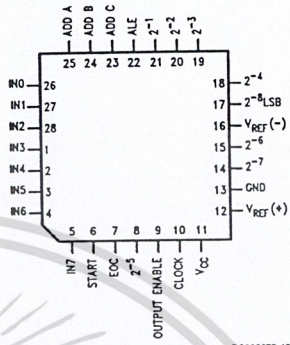 ADD A
ADD B
ADD C
ALE
2⁻¹
2⁻²
2⁻³
25 24 23 22 21 20 19
IN0 26
IN1 27
IN2 28
IN3 1
IN4 2
IN5 3
IN6 4
18 2⁻⁴
17 2⁻⁸LSB
16 VREF(-)
15 2⁻⁶
14 2⁻⁷
13 GND
12 VREF(+)
5 6 7 8 9 10 11
IN7
START
EOC
2⁻⁵
OUTPUT ENABLE
CLOCK
VCC